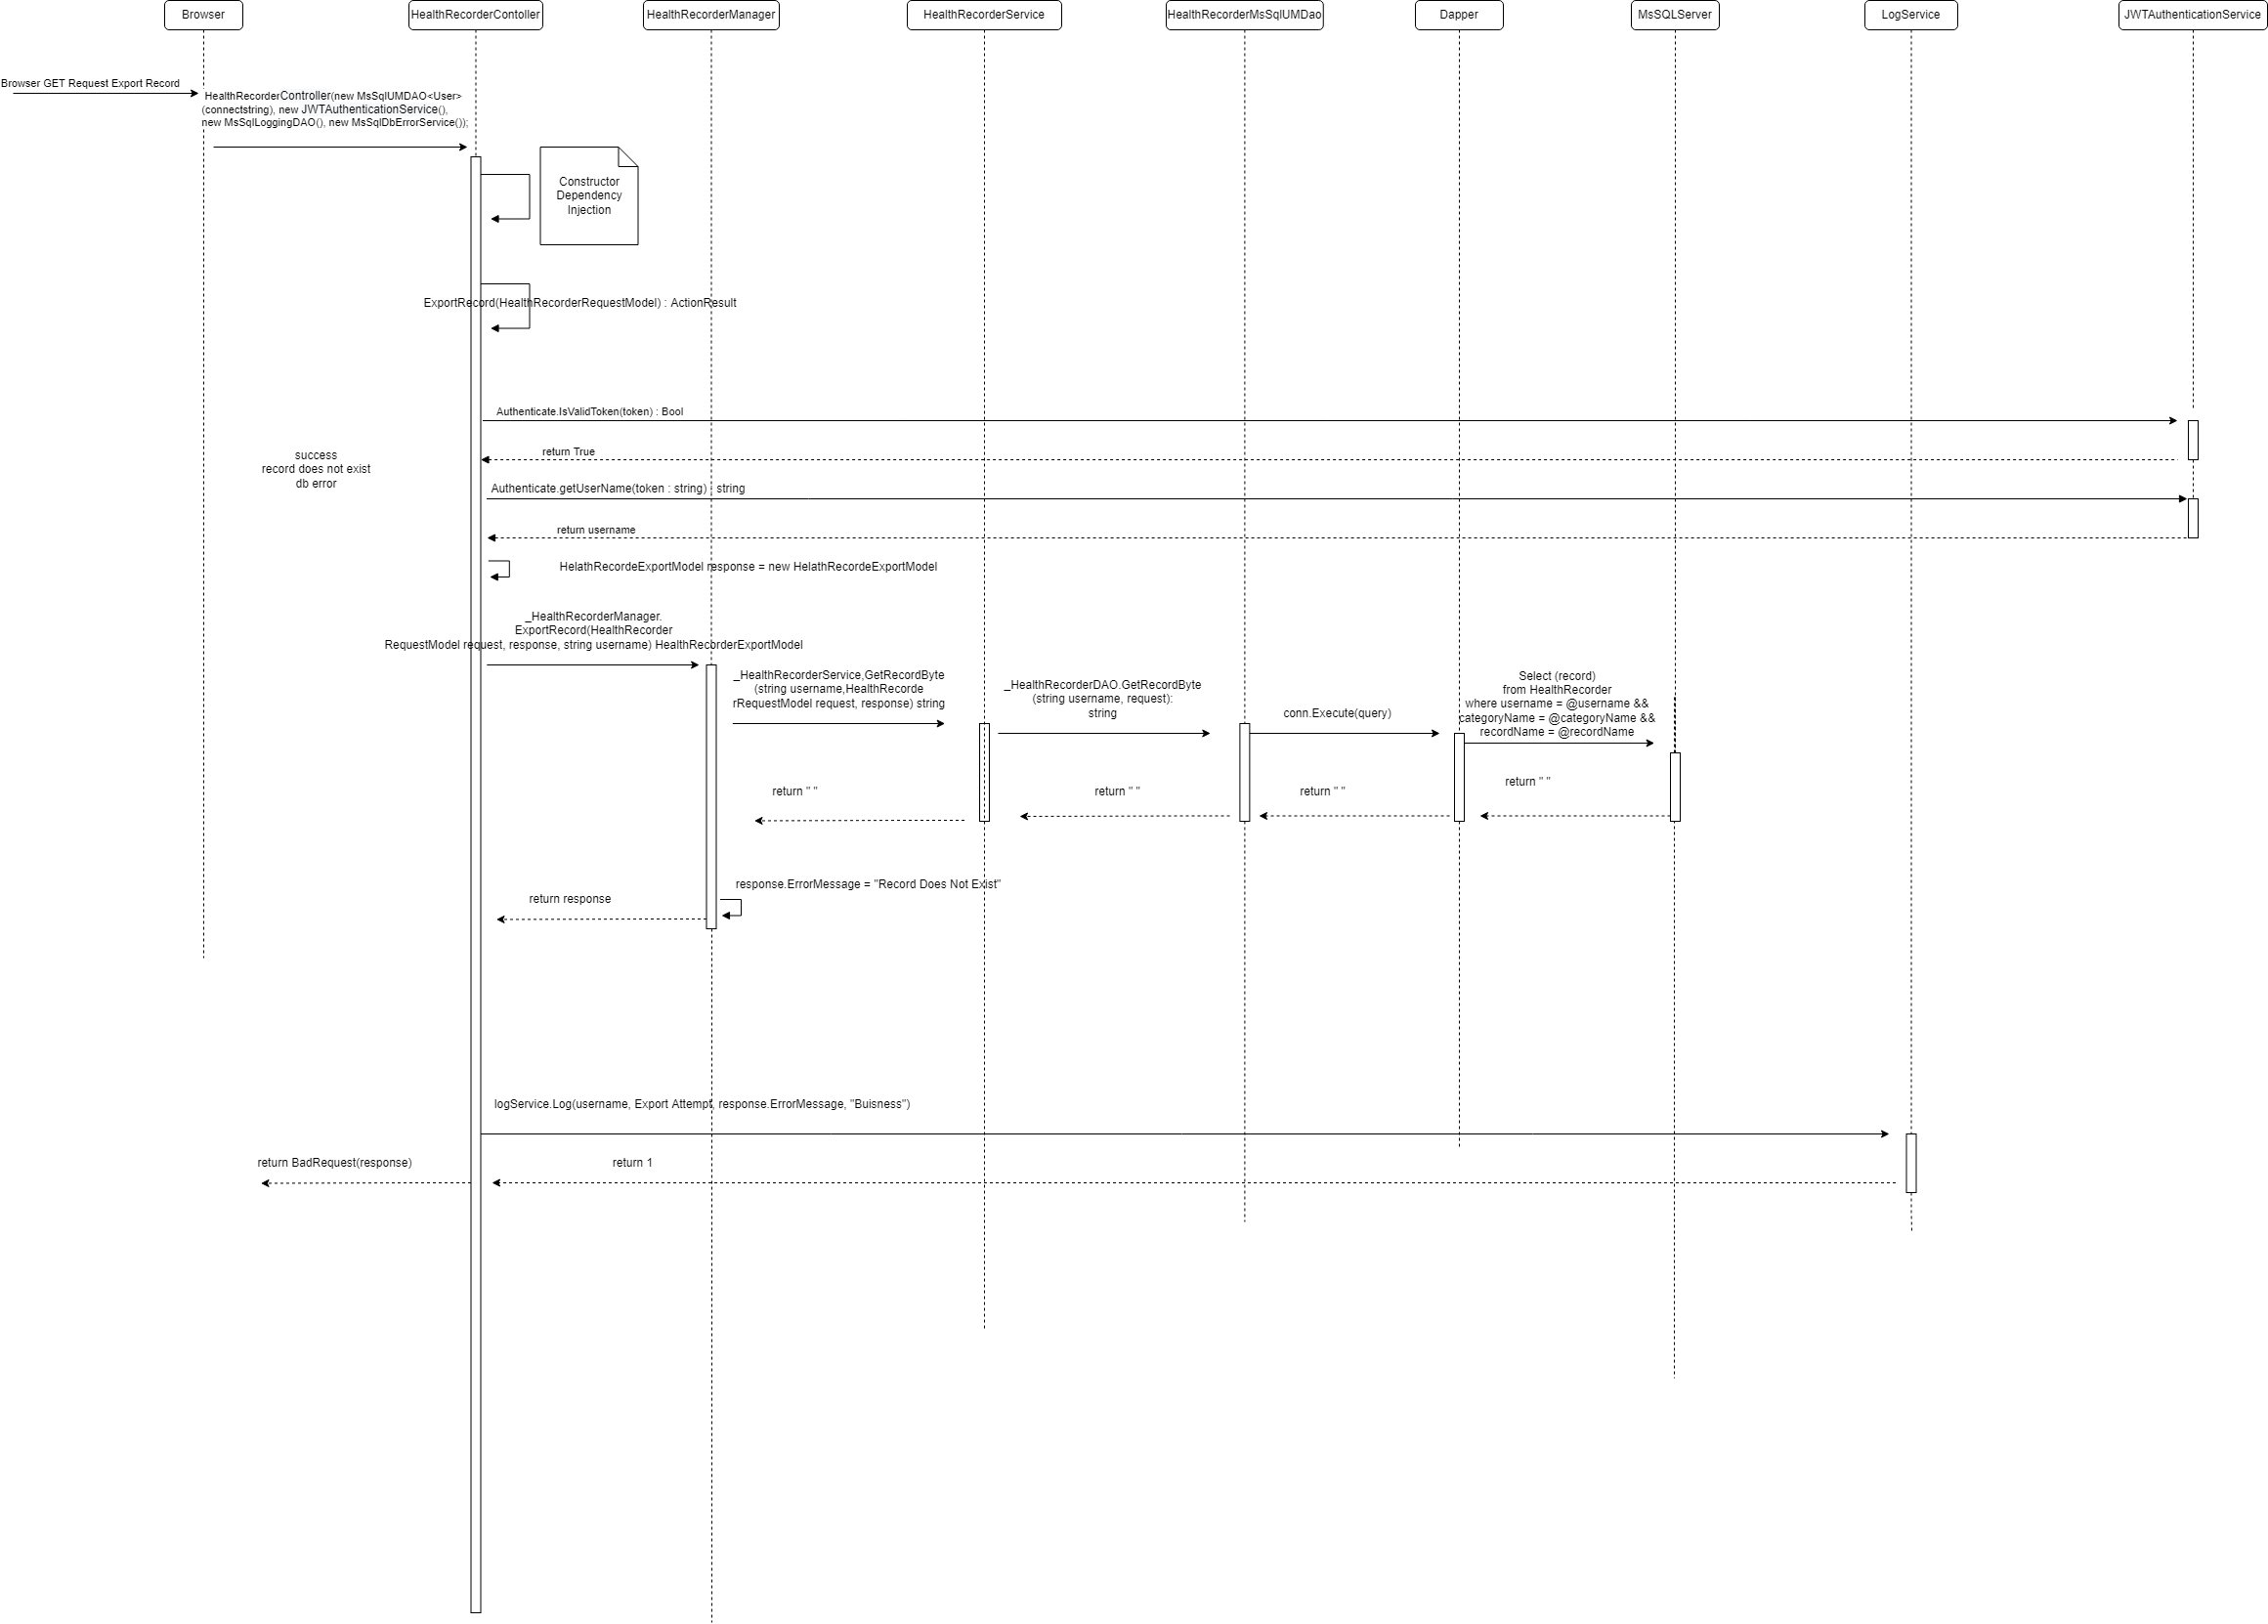 Browser
HealthRecorderContoller
HealthRecorderManager
HealthRecorderService
HealthRecorderMsSqlUMDao
Dapper
MsSQLServer
LogService
JWTAuthenticationService
Browser GET Request Export Record
HealthRecorderController(new MsSqlUMDAO<User>
(connectstring), new JWTAuthenticationService(),
new MsSqlLoggingDAO(), new MsSqlDbErrorService());
Constructor
Dependency
Injection
ExportRecord(HealthRecorderRequestModel) : ActionResult
Authenticate.IsValidToken(token) : Bool
return True
success
record does not exist
db error
Authenticate.getUserName(token : string) : string
return username
HelathRecordeExportModel response = new HelathRecordeExportModel
_HealthRecorderManager.
ExportRecord(HealthRecorder
RequestModel request, response, string username) HealthRecorderExportModel
_HealthRecorderService,GetRecordByte
(string username,HealthRecorde
rRequestModel request, response) string
_HealthRecorderDAO.GetRecordByte
(string username, request):
string
conn.Execute(query)
Select (record)
from HealthRecorder
where username = @username &&
categoryName = @categoryName &&
recordName = @recordName
return " "
return " "
return " "
return " "
response.ErrorMessage = "Record Does Not Exist"
return response
logService.Log(username, Export Attempt, response.ErrorMessage, "Buisness")
return BadRequest(response)
return 1